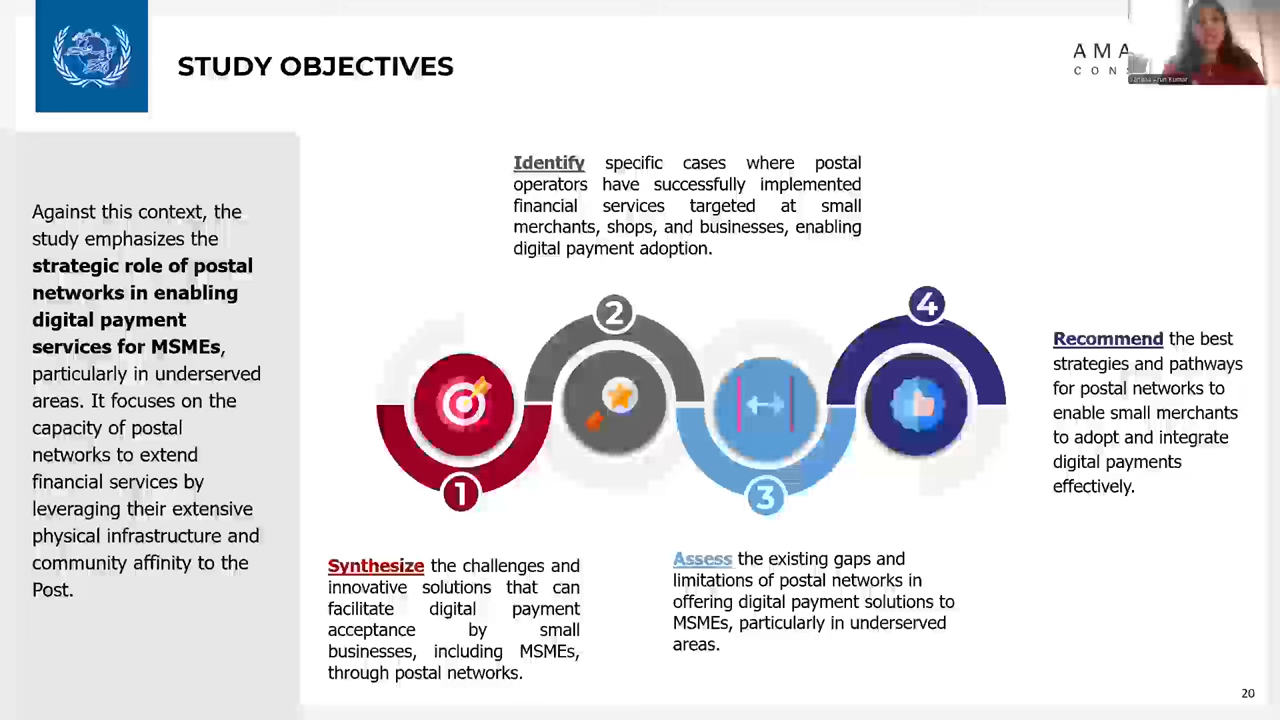 STUDY OBJECTIVES
AMA
CONS
Against this context, the
study emphasizes the
strategic role of postal
networks in enabling
digital payment
services for MSMEs,
particularly in underserved
areas. It focuses on the
capacity of postal
networks to extend
financial services by
leveraging their extensive
physical infrastructure and
community affinity to the
Post.
Identify specific cases where postal
operators have successfully implemented
financial services targeted at small
merchants, shops, and businesses, enabling
digital payment adoption.
1
2
3
4
Synthesize the challenges and
innovative solutions that can
facilitate digital payment
acceptance by small
businesses, including MSMEs,
through postal networks.
Assess the existing gaps and
limitations of postal networks in
offering digital payment solutions to
MSMEs, particularly in underserved
areas.
Recommend the best
strategies and pathways
for postal networks to
enable small merchants
to adopt and integrate
digital payments
effectively.
20